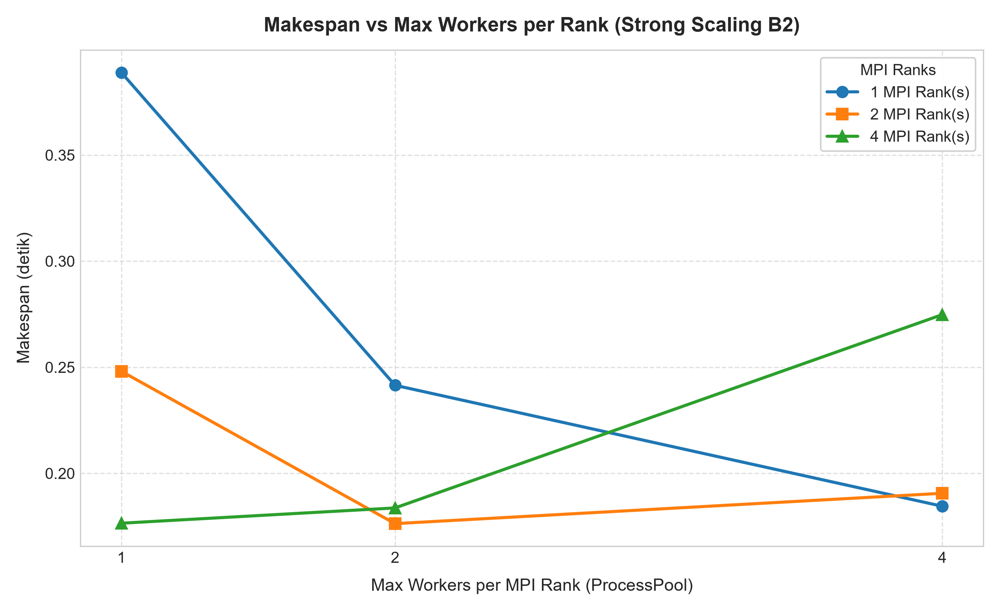 Makespan vs Max Workers per Rank (Strong Scaling B2)
MPI Ranks
1 MPI Rank(s)
2 MPI Rank(s)
4 MPI Rank(s)
Makespan (detik)
0.35
0.30
0.25
0.20
1
2
4
Max Workers per MPI Rank (ProcessPool)